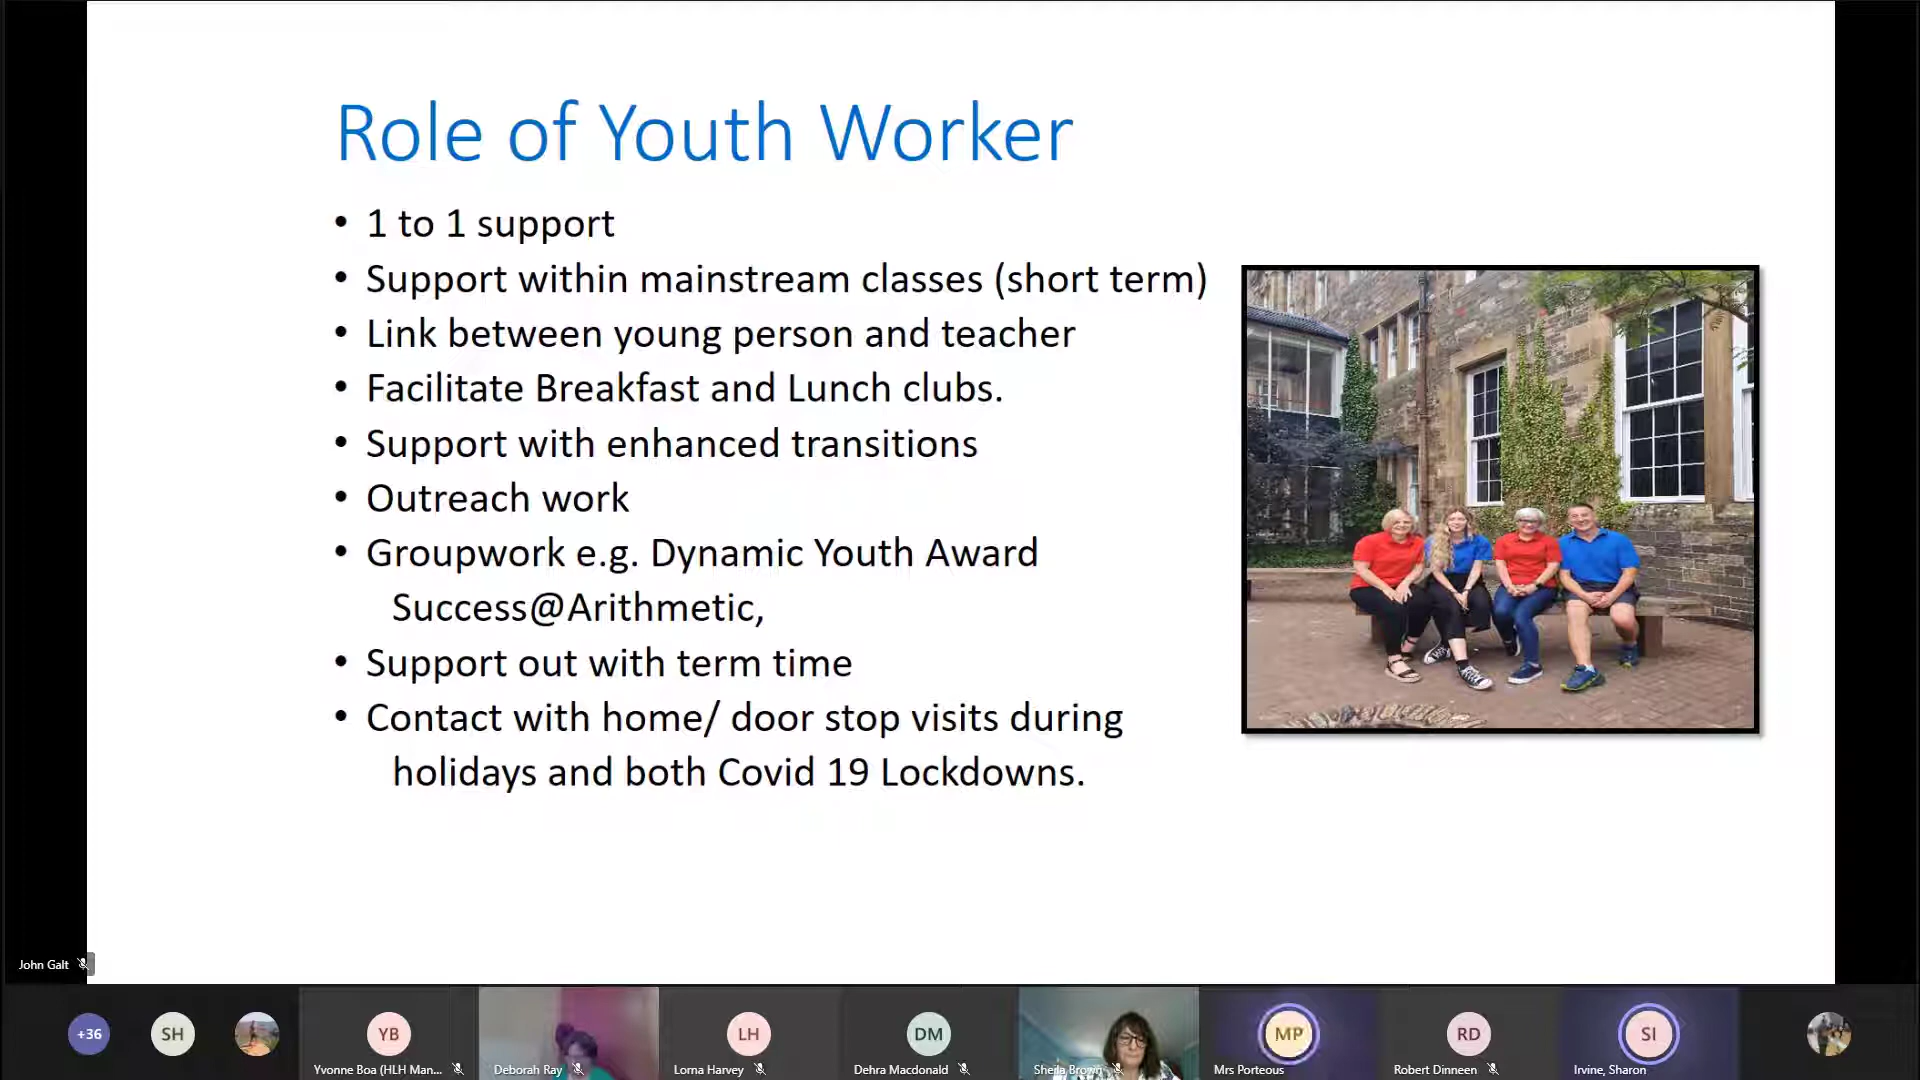 Role of Youth Worker
• 1 to 1 support
• Support within mainstream classes (short term)
• Link between young person and teacher
• Facilitate Breakfast and Lunch clubs.
• Support with enhanced transitions
• Outreach work
• Groupwork e.g. Dynamic Youth Award
Success@Arithmetic,
• Support out with term time
• Contact with home/ door stop visits during
holidays and both Covid 19 Lockdowns.
John Galt
+36
SH
YB
LH
DM
MP
RD
SI
Yvonne Boa (HLH Man...
Deborah Ray
Lorna Harvey
Dehra Macdonald
Sheila Brown
Mrs Porteous
Robert Dinneen
Irvine, Sharon